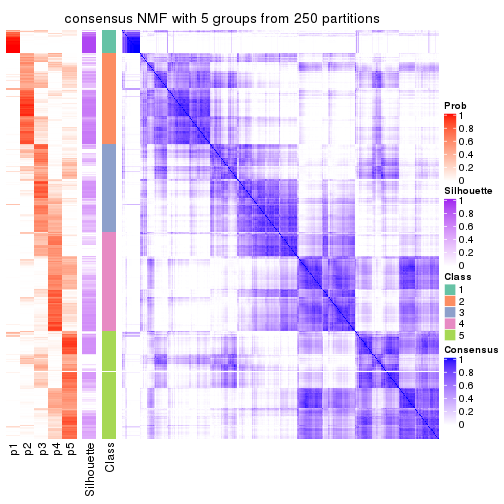 consensus NMF with 5 groups from 250 partitions
Prob
1
0.8
0.6
0.4
0.2
0
Silhouette
1
0.8
0.6
0.4
0.2
0
Class
1
2
3
4
5
Consensus
1
0.8
0.6
0.4
0.2
0
p1
p2
p3
p4
p5
Silhouette
Class